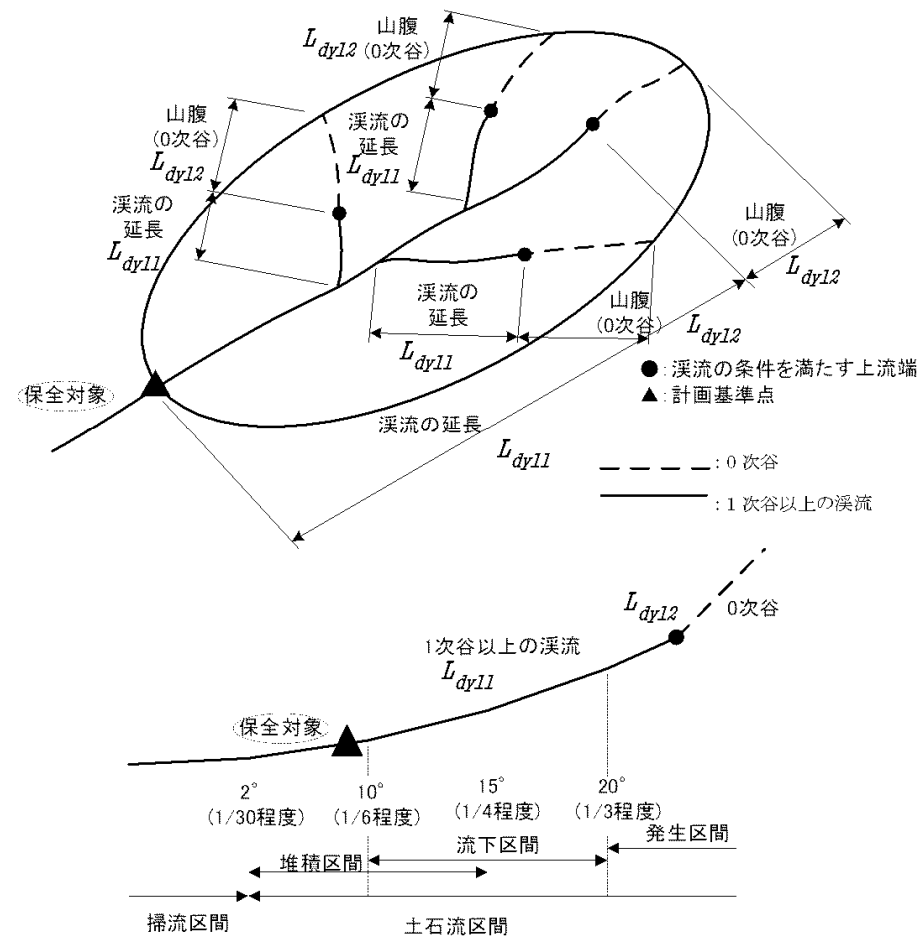 山腹
L_dyl2 (0次谷)
山腹
(0次谷)
L_dyl2
渓流の
延長
L_dyl1
渓流の
延長
L_dyl1
山腹
(0次谷)
L_dyl2
渓流の
延長
L_dyl1
山腹
(0次谷)
L_dyl2
●:渓流の条件を満たす上流端
▲:計画基準点
保全対象
渓流の延長
L_dyl1
:0次谷
:1次谷以上の渓流
L_dyl2
0次谷
1次谷以上の渓流
L_dyl1
保全対象
2° 10° 15° 20°
(1/30程度) (1/6程度) (1/4程度) (1/3程度)
発生区間
流下区間
堆積区間
掃流区間 土石流区間